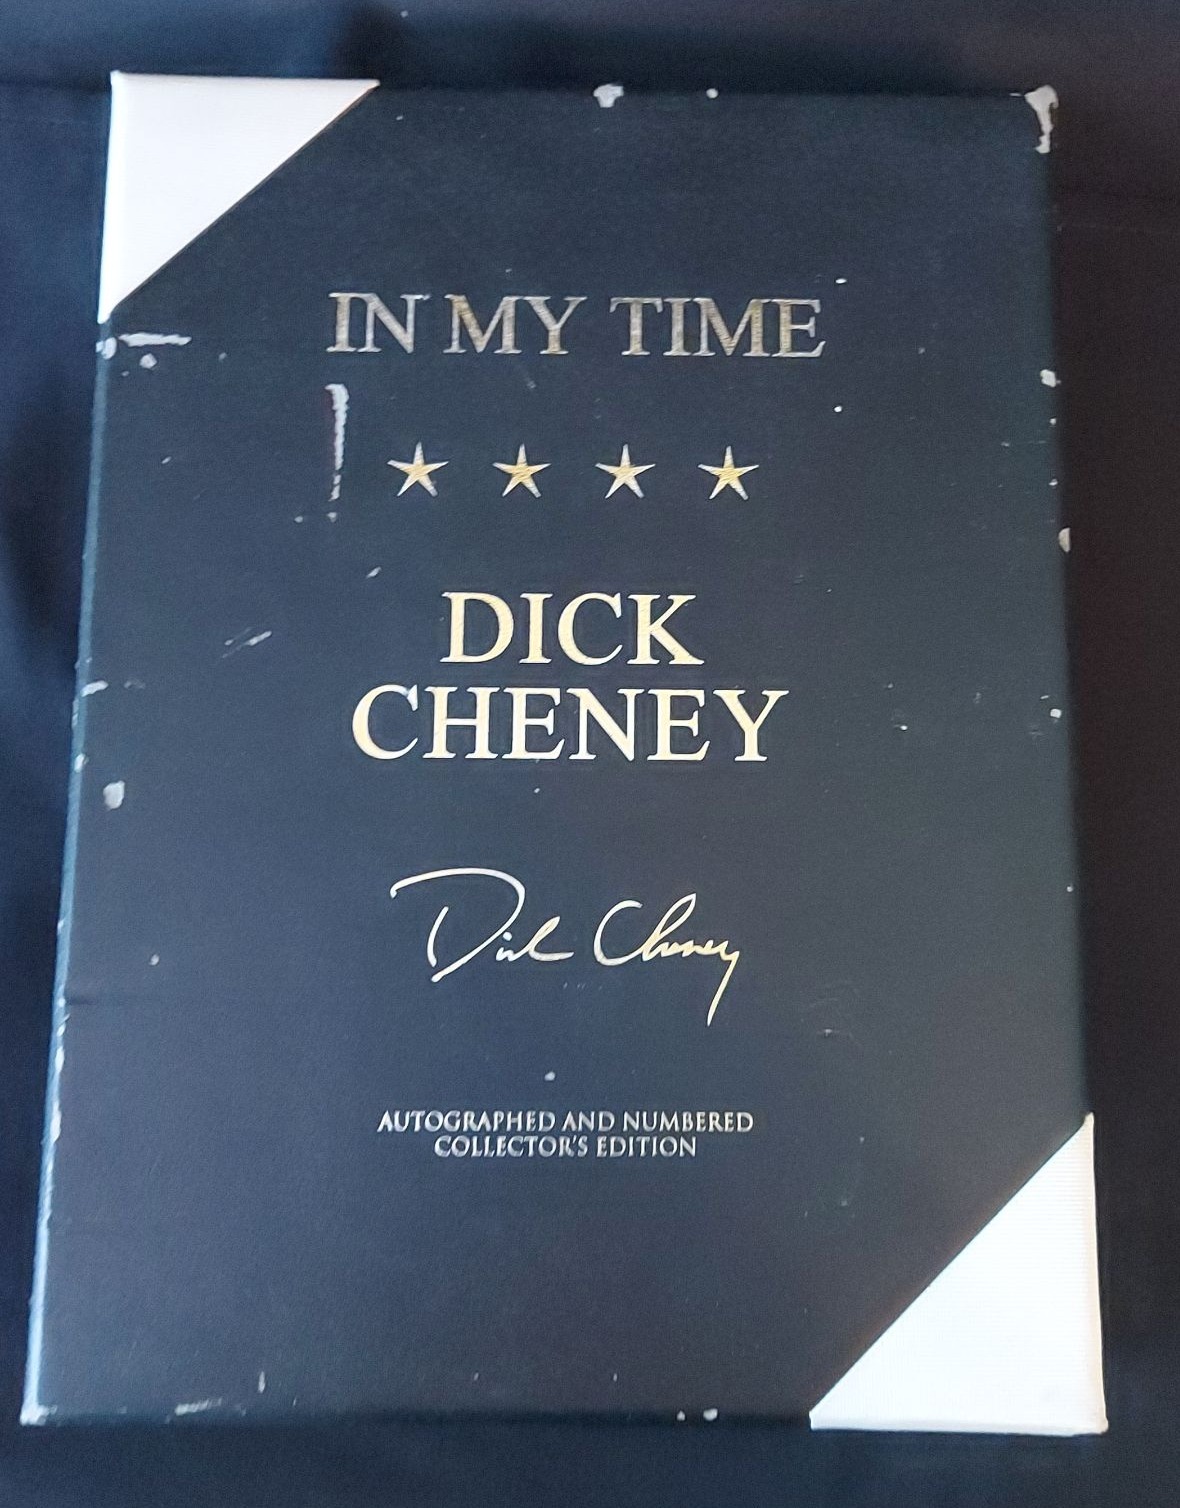 IN MY TIME
DICK
CHENEY
Dick Cheney
AUTOGRAPHED AND NUMBERED
COLLECTOR'S EDITION